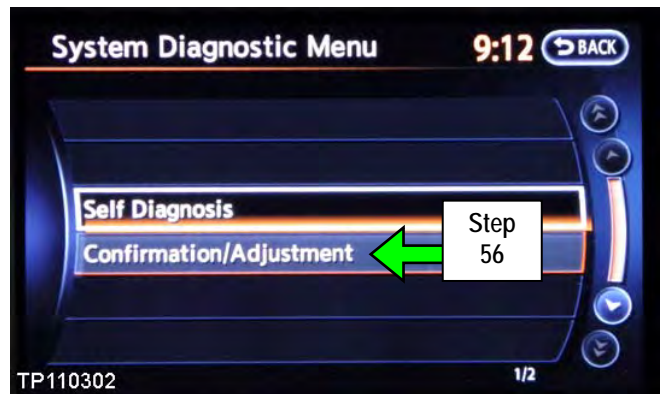 System Diagnostic Menu 9:12 BACK
Self Diagnosis
Confirmation/Adjustment
Step
56
1/2
TP110302